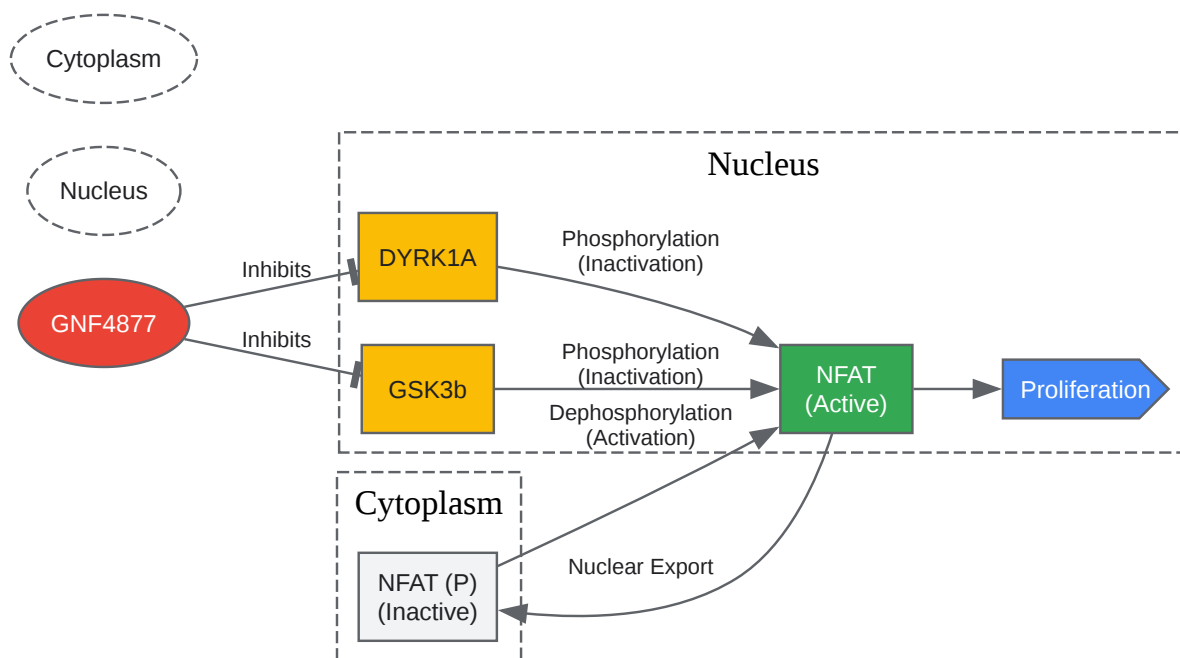 Cytoplasm
Nucleus
Nucleus
DYRK1A
Phosphorylation
(Inactivation)
Inhibits
GNF4877
Inhibits
GSK3b
Phosphorylation
(Inactivation)
Dephosphorylation
(Activation)
NFAT
(Active)
Proliferation
Cytoplasm
NFAT (P)
(Inactive)
Nuclear Export